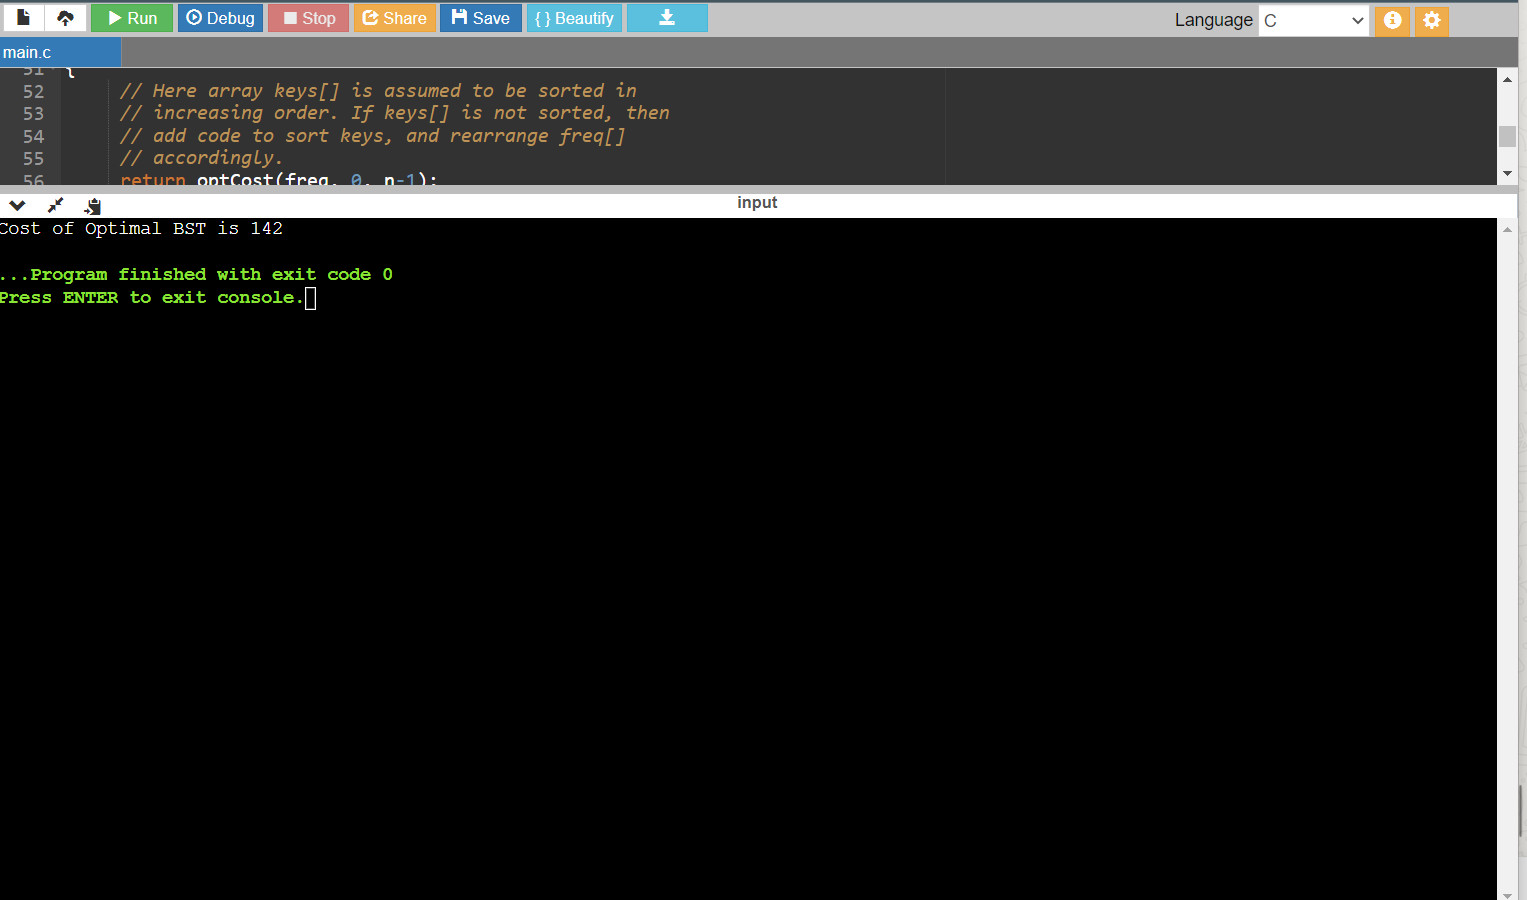 Run Debug Stop Share Save { } Beautify Language C
main.c
51 {
52 // Here array keys[] is assumed to be sorted in
53 // increasing order. If keys[] is not sorted, then
54 // add code to sort keys, and rearrange freq[]
55 // accordingly.
56 return optCost(freq, 0, n-1);
input
Cost of Optimal BST is 142
...Program finished with exit code 0
Press ENTER to exit console.